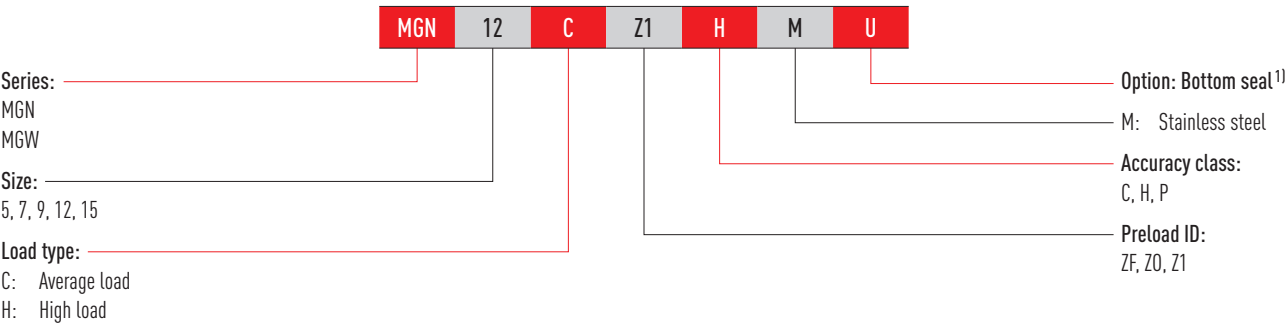 MGN 12 C Z1 H M U
Series:
MGN
MGW
Size:
5, 7, 9, 12, 15
Load type:
C: Average load
H: High load
Option: Bottom seal1)
M: Stainless steel
Accuracy class:
C, H, P
Preload ID:
ZF, Z0, Z1